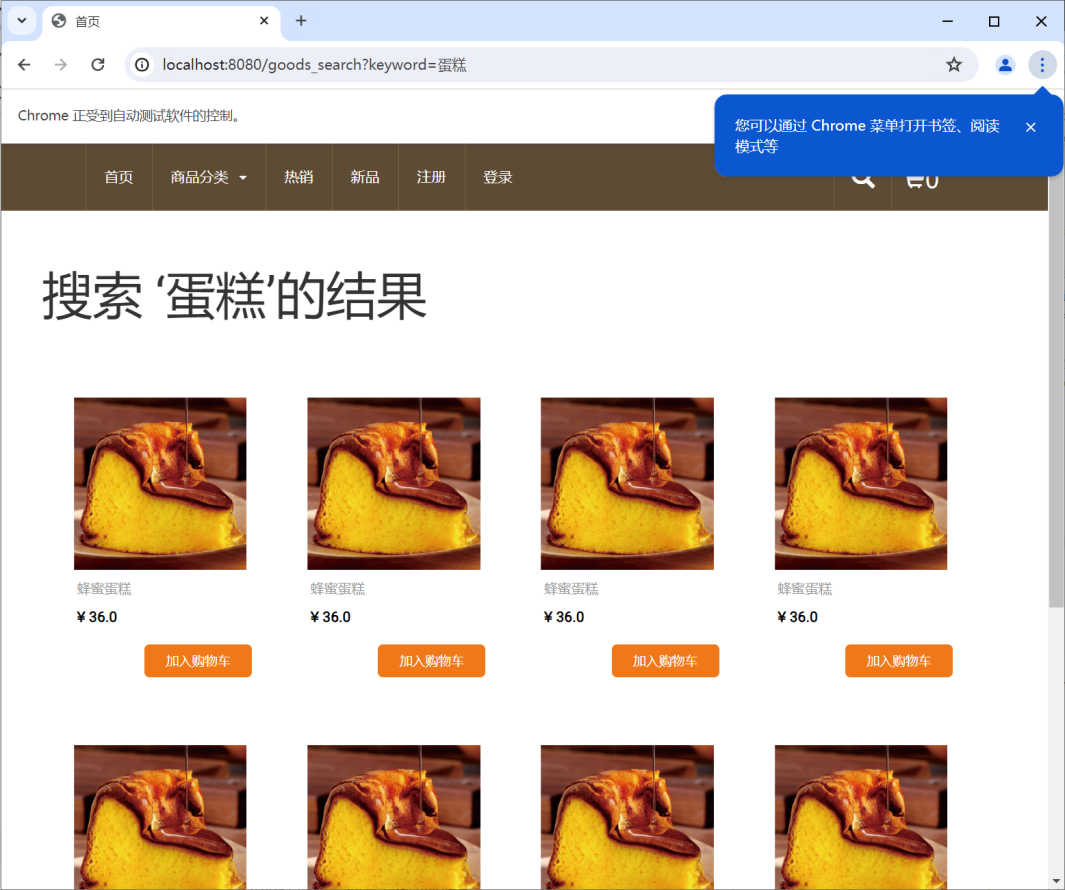 首页
localhost:8080/goods_search?keyword=蛋糕
Chrome 正受到自动测试软件的控制。
您可以通过 Chrome 菜单打开书签、阅读
模式等
首页 商品分类 热销 新品 注册 登录 0
搜索 ‘蛋糕’的结果
蜂蜜蛋糕 蜂蜜蛋糕 蜂蜜蛋糕 蜂蜜蛋糕
¥ 36.0 ¥ 36.0 ¥ 36.0 ¥ 36.0
加入购物车 加入购物车 加入购物车 加入购物车